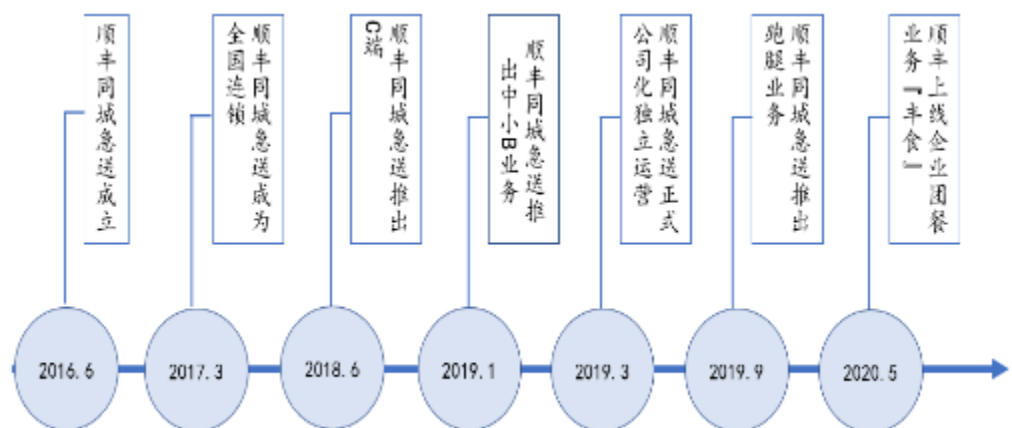 顺丰同城急送成立
顺丰同城急送成为
全国连锁
顺丰同城急送推出
C端
顺丰同城急送推
出中小B业务
顺丰同城急送正式
公司化独立运营
顺丰同城急送推出
跑腿业务
顺丰上线企业团餐
业务『丰食』
2016.6
2017.3
2018.6
2019.1
2019.3
2019.9
2020.5